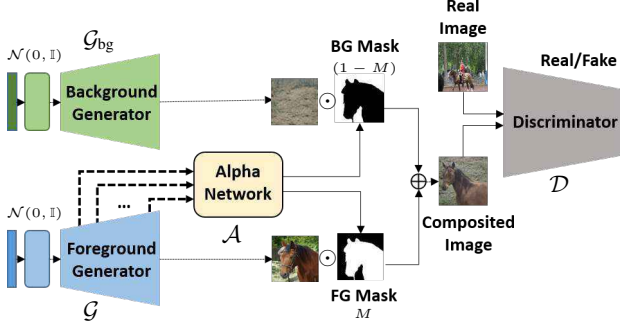 𝒩(0, 𝕀)
𝒢bg
Background
Generator
BG Mask
(1 − M)
⊙
Real
Image
Real/Fake
Discriminator
𝒟
Alpha
Network
𝒜
...
⊕
𝒩(0, 𝕀)
Foreground
Generator
𝒢
⊙
FG Mask
M
Composited
Image